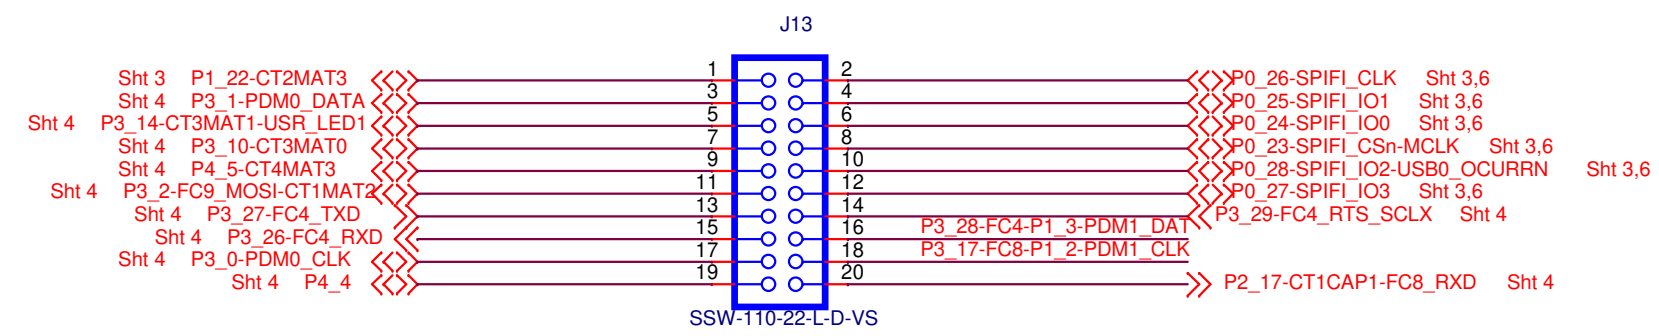 J13
Sht 3 P1_22-CT2MAT3 1 2 P0_26-SPIFI_CLK Sht 3,6
Sht 4 P3_1-PDM0_DATA 3 4 P0_25-SPIFI_IO1 Sht 3,6
Sht 4 P3_14-CT3MAT1-USR_LED1 5 6 P0_24-SPIFI_IO0 Sht 3,6
Sht 4 P3_10-CT3MAT0 7 8 P0_23-SPIFI_CSn-MCLK Sht 3,6
Sht 4 P4_5-CT4MAT3 9 10 P0_28-SPIFI_IO2-USB0_OCURRN Sht 3,6
Sht 4 P3_2-FC9_MOSI-CT1MAT2 11 12 P0_27-SPIFI_IO3 Sht 3,6
Sht 4 P3_27-FC4_TXD 13 14 P3_29-FC4_RTS_SCLX Sht 4
Sht 4 P3_26-FC4_RXD 15 16 P3_28-FC4-P1_3-PDM1_DAT
Sht 4 P3_0-PDM0_CLK 17 18 P3_17-FC8-P1_2-PDM1_CLK
Sht 4 P4_4 19 20 P2_17-CT1CAP1-FC8_RXD Sht 4
SSW-110-22-L-D-VS